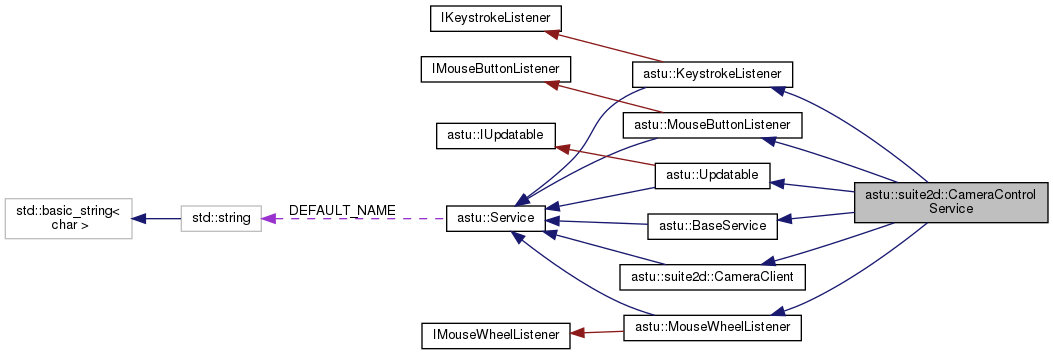 IKeystrokeListener
IMouseButtonListener
astu::KeystrokeListener
astu::MouseButtonListener
astu::IUpdatable
astu::Updatable
std::basic_string<
char >
std::string
DEFAULT_NAME
astu::Service
astu::BaseService
astu::suite2d::CameraControl
Service
astu::suite2d::CameraClient
IMouseWheelListener
astu::MouseWheelListener